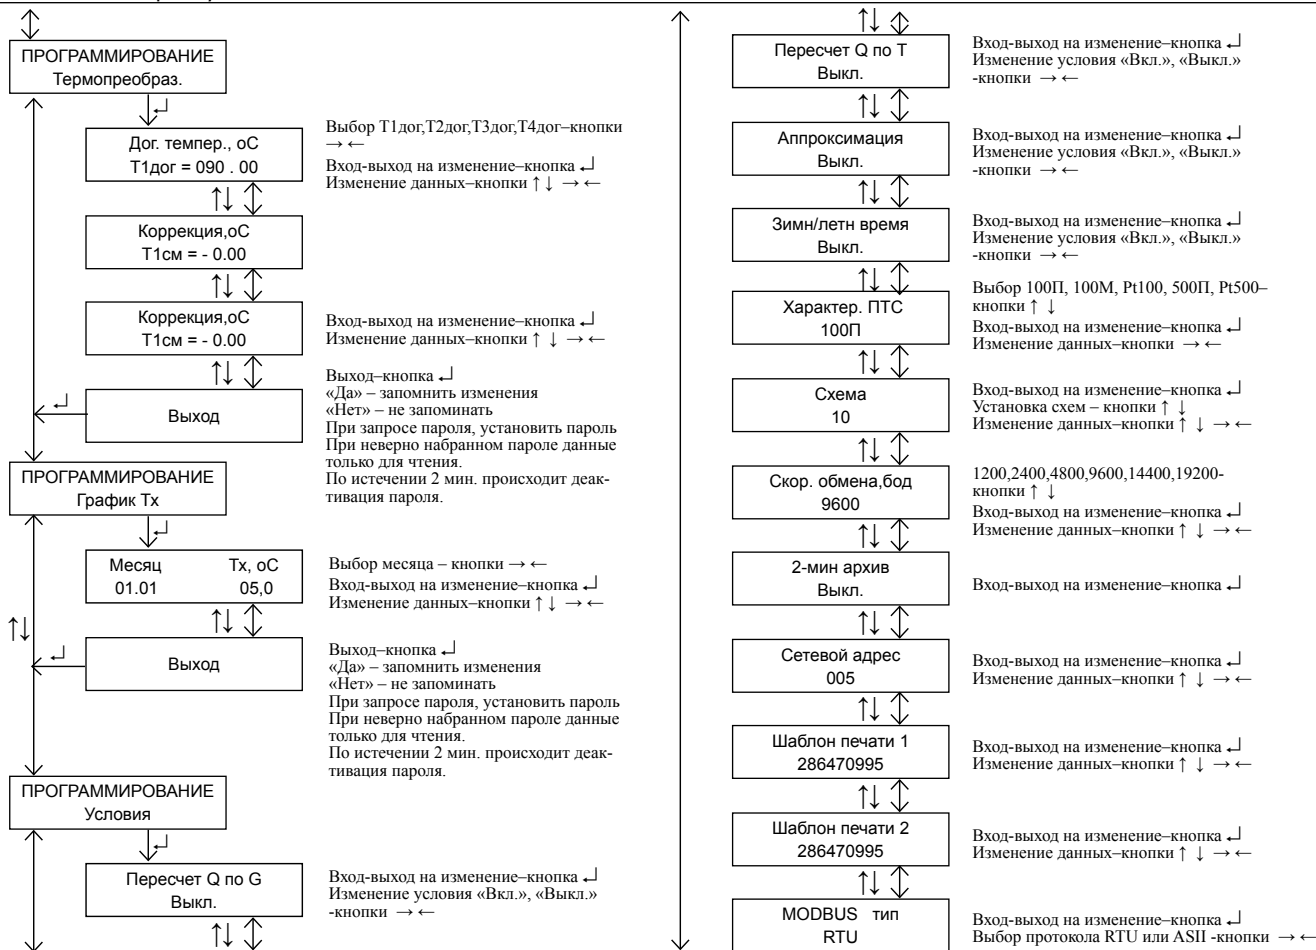 ПРОГРАММИРОВАНИЕ
Термопреобраз.
Дог. темпер., оС
Т1дог = 090 . 00
Выбор Т1дог,Т2дог,Т3дог,Т4дог–кнопки
→ ←
Вход-выход на изменение–кнопка ↵
Изменение данных–кнопки ↑ ↓ → ←
Коррекция,оС
Т1см = - 0.00
Коррекция,оС
Т1см = - 0.00
Вход-выход на изменение–кнопка ↵
Изменение данных–кнопки ↑ ↓ → ←
Выход
Выход–кнопка ↵
«Да» – запомнить изменения
«Нет» – не запоминать
При запросе пароля, установить пароль
При неверно набранном пароле данные
только для чтения.
По истечении 2 мин. происходит деак-
тивация пароля.
ПРОГРАММИРОВАНИЕ
График Тх
Месяц Тх, оС
01.01 05,0
Выбор месяца – кнопки → ←
Вход-выход на изменение–кнопка ↵
Изменение данных–кнопки ↑ ↓ → ←
Выход
Выход–кнопка ↵
«Да» – запомнить изменения
«Нет» – не запоминать
При запросе пароля, установить пароль
При неверно набранном пароле данные
только для чтения.
По истечении 2 мин. происходит деак-
тивация пароля.
ПРОГРАММИРОВАНИЕ
Условия
Пересчет Q по G
Выкл.
Вход-выход на изменение–кнопка ↵
Изменение условия «Вкл.», «Выкл.»
-кнопки → ←
Пересчет Q по Т
Выкл.
Вход-выход на изменение–кнопка ↵
Изменение условия «Вкл.», «Выкл.»
-кнопки → ←
Аппроксимация
Выкл.
Вход-выход на изменение–кнопка ↵
Изменение условия «Вкл.», «Выкл.»
-кнопки → ←
Зимн/летн время
Выкл.
Вход-выход на изменение–кнопка ↵
Изменение условия «Вкл.», «Выкл.»
-кнопки → ←
Характер. ПТС
100П
Выбор 100П, 100М, Pt100, 500П, Pt500–
кнопки ↑ ↓
Вход-выход на изменение–кнопка ↵
Изменение данных–кнопки → ←
Схема
10
Вход-выход на изменение–кнопка ↵
Установка схем – кнопки ↑ ↓
Изменение данных–кнопки ↑ ↓ → ←
Скор. обмена,бод
9600
1200,2400,4800,9600,14400,19200-
кнопки ↑ ↓
Вход-выход на изменение–кнопка ↵
Изменение данных–кнопки ↑ ↓ → ←
2-мин архив
Выкл.
Вход-выход на изменение–кнопка ↵
Сетевой адрес
005
Вход-выход на изменение–кнопка ↵
Изменение данных–кнопки ↑ ↓ → ←
Шаблон печати 1
286470995
Вход-выход на изменение–кнопка ↵
Изменение данных–кнопки ↑ ↓ → ←
Шаблон печати 2
286470995
Вход-выход на изменение–кнопка ↵
Изменение данных–кнопки ↑ ↓ → ←
MODBUS тип
RTU
Вход-выход на изменение–кнопка ↵
Выбор протокола RTU или ASII -кнопки → ←